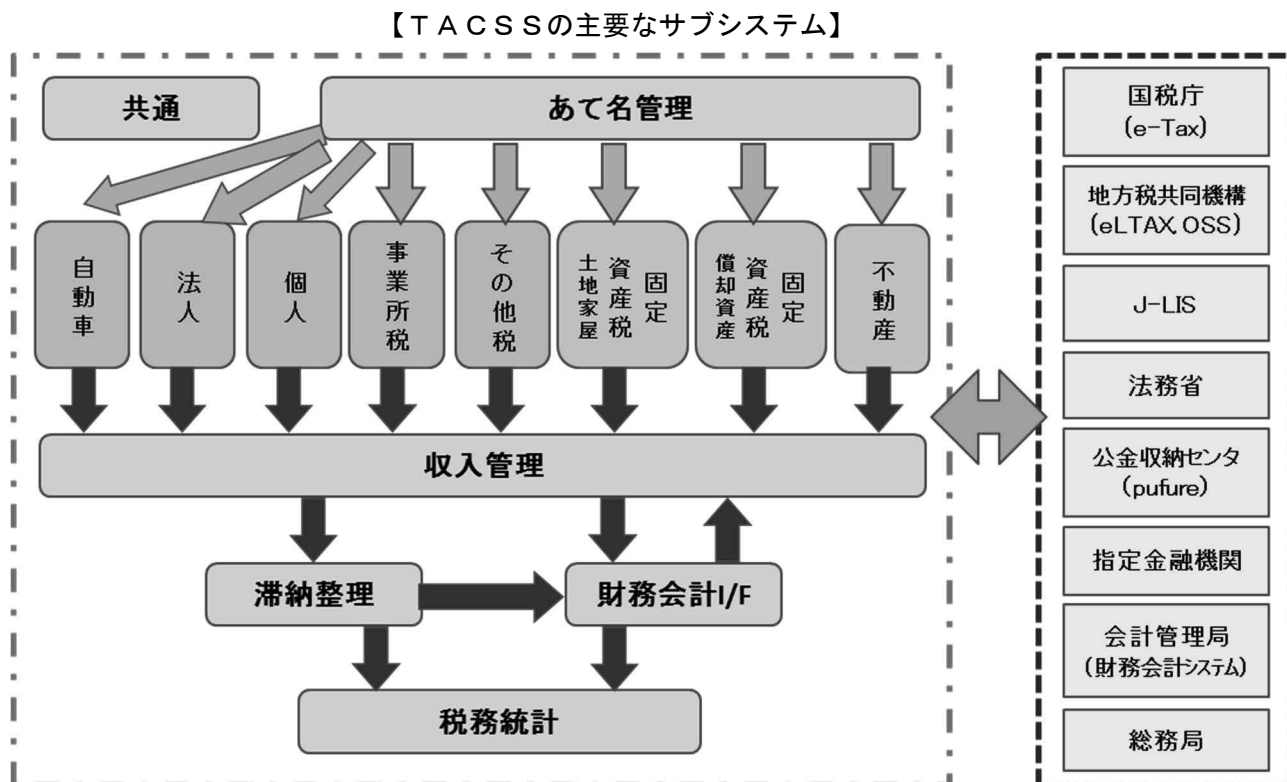 【ＴＡＣＳＳの主要なサブシステム】
共通
あて名管理
自動車
法人
個人
事業所税
その他税
固定
資産税
土地家屋
固定
資産税
償却資産
不動産
収入管理
滞納整理
財務会計I/F
税務統計
国税庁
(e-Tax)
地方税共同機構
(eLTAX,OSS)
J-LIS
法務省
公金収納センタ
(pufure)
指定金融機関
会計管理局
(財務会計システム)
総務局